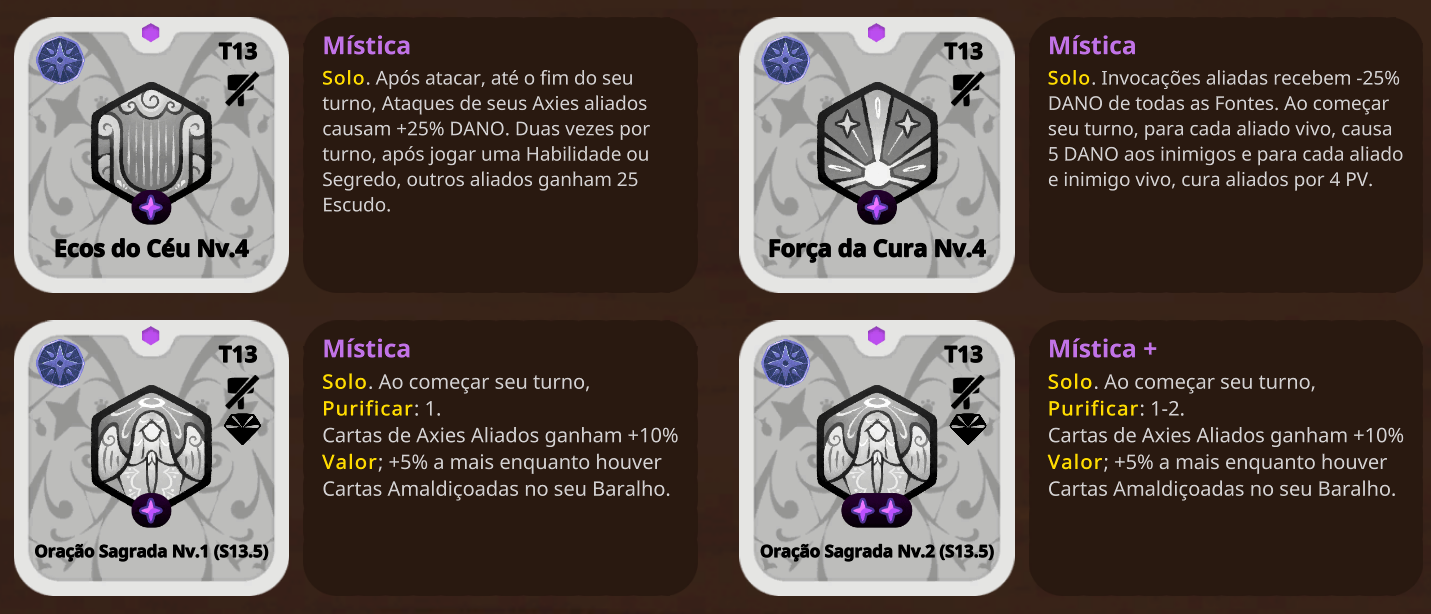 T13
Ecos do Céu Nv.4
Mística
Solo. Após atacar, até o fim do seu
turno, Ataques de seus Axies aliados
causam +25% DANO. Duas vezes por
turno, após jogar uma Habilidade ou
Segredo, outros aliados ganham 25
Escudo.
T13
Força da Cura Nv.4
Mística
Solo. Invocações aliadas recebem -25%
DANO de todas as Fontes. Ao começar
seu turno, para cada aliado vivo, causa
5 DANO aos inimigos e para cada aliado
e inimigo vivo, cura aliados por 4 PV.
T13
Oração Sagrada Nv.1 (S13.5)
Mística
Solo. Ao começar seu turno,
Purificar: 1.
Cartas de Axies Aliados ganham +10%
Valor; +5% a mais enquanto houver
Cartas Amaldiçoadas no seu Baralho.
T13
Oração Sagrada Nv.2 (S13.5)
Mística +
Solo. Ao começar seu turno,
Purificar: 1-2.
Cartas de Axies Aliados ganham +10%
Valor; +5% a mais enquanto houver
Cartas Amaldiçoadas no seu Baralho.